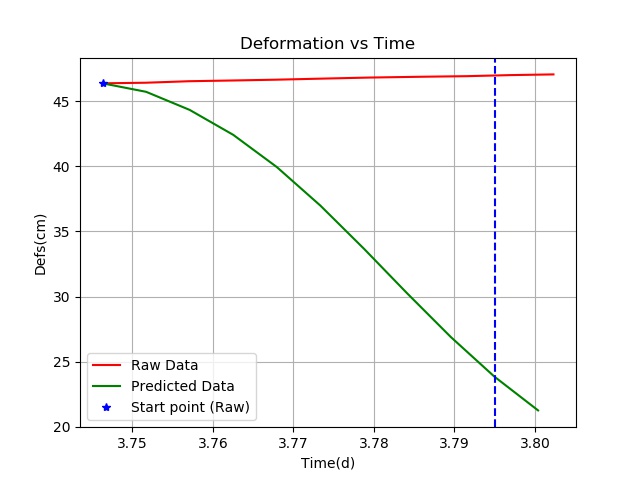 Deformation vs Time
Defs(cm)
45
40
35
30
25
20
Raw Data
Predicted Data
Start point (Raw)
3.75 3.76 3.77 3.78 3.79 3.80
Time(d)